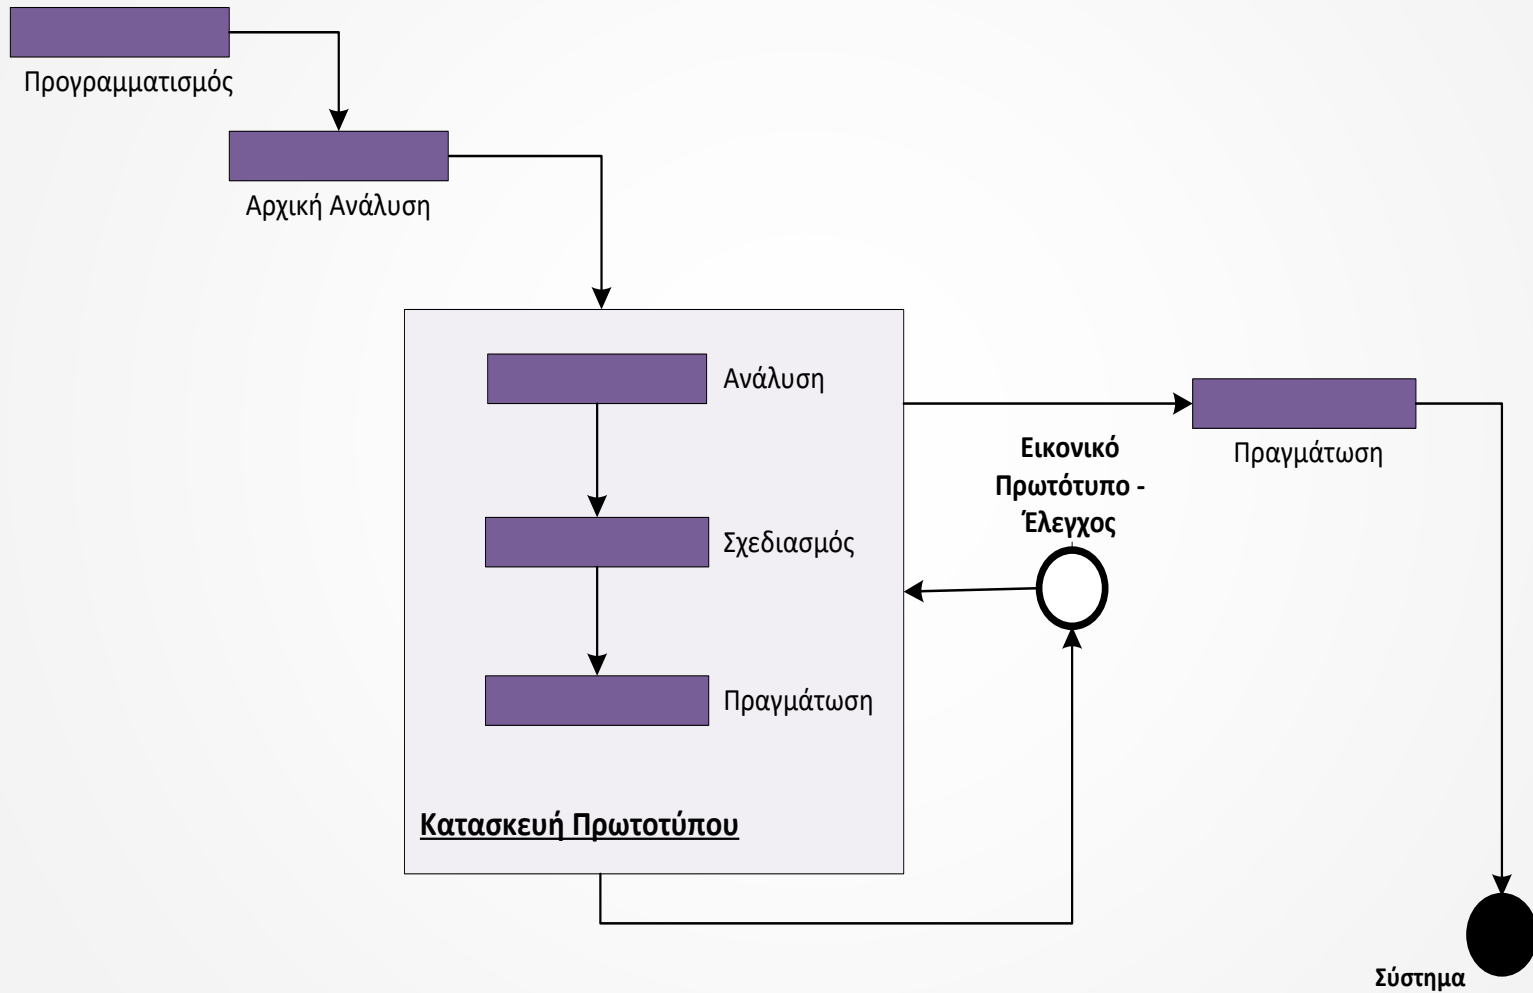 Προγραμματισμός
Αρχική Ανάλυση
Ανάλυση
Σχεδιασμός
Πραγμάτωση
Κατασκευή Πρωτοτύπου
Εικονικό
Πρωτότυπο -
Έλεγχος
Πραγμάτωση
Σύστημα